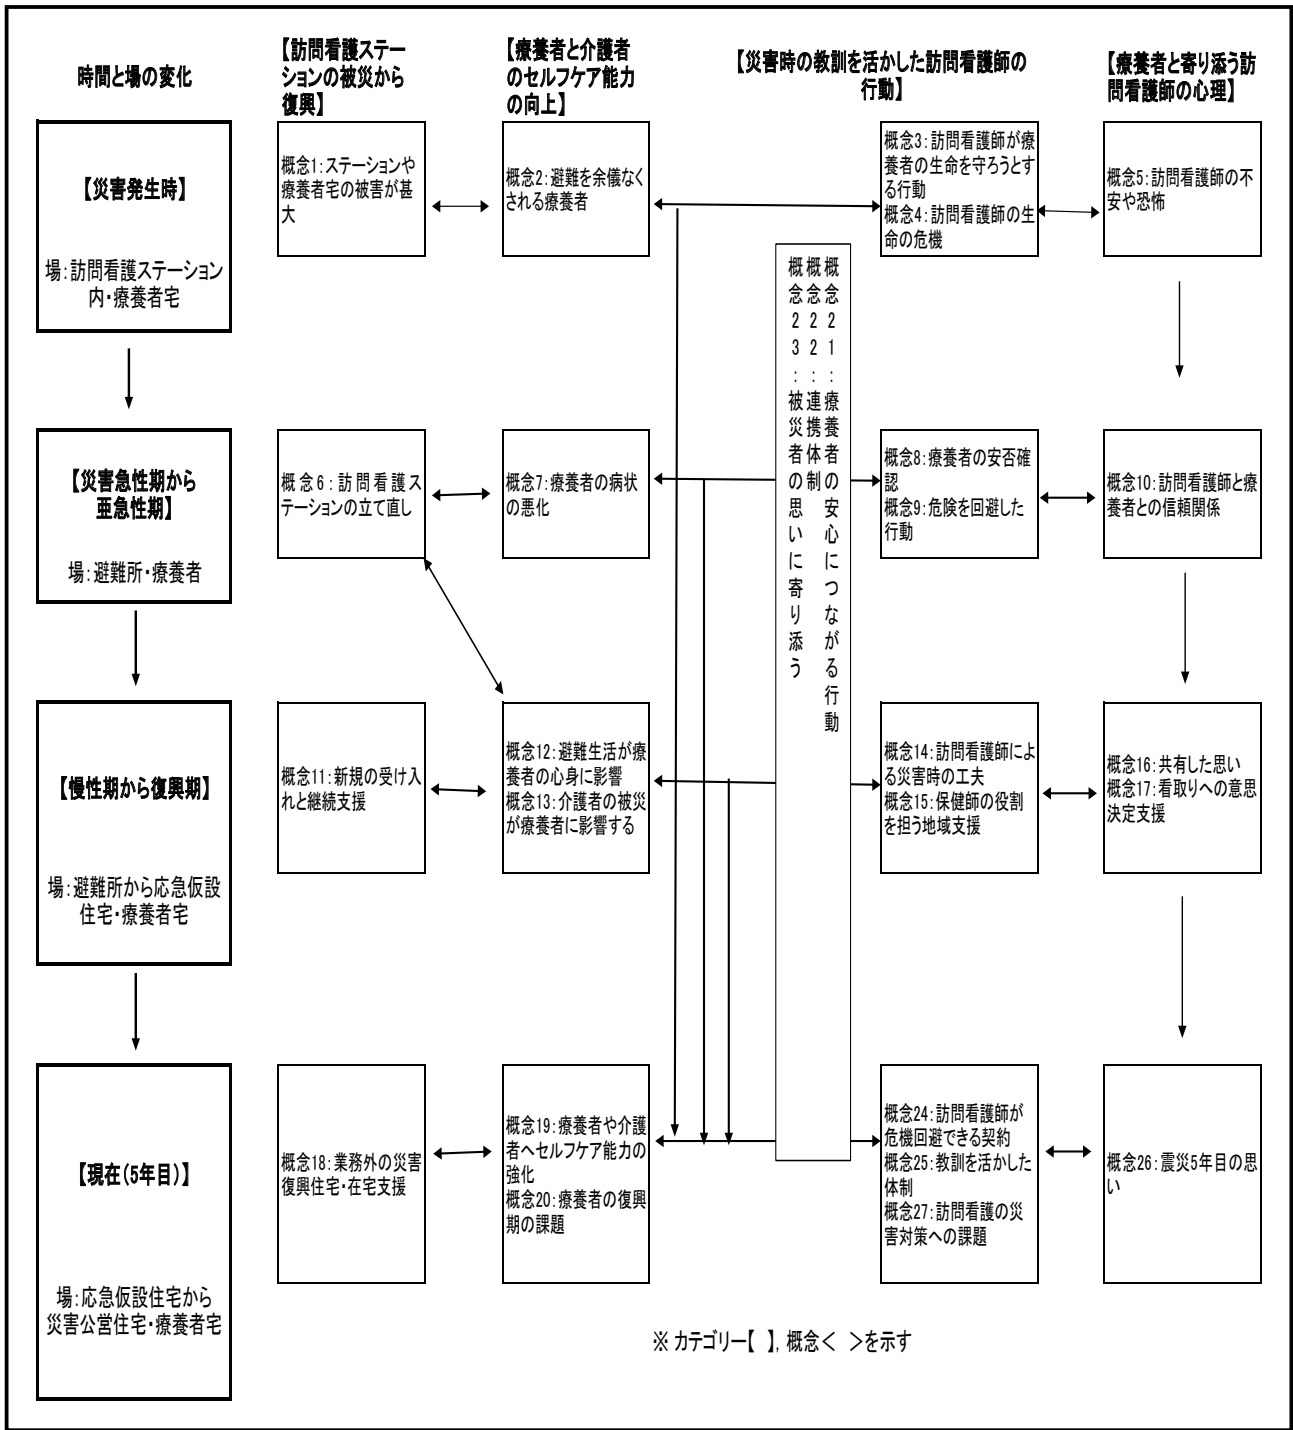 時間と場の変化
【訪問看護ステー
ションの被災から
復興】
【療養者と介護者
のセルフケア能力
の向上】
【災害時の教訓を活かした訪問看護師の
行動】
【療養者と寄り添う訪
問看護師の心理】
【災害発生時】
場：訪問看護ステーション
内・療養者宅
概念1：ステーションや
療養者宅の被害が甚
大
概念2：避難を余儀なく
される療養者
概念3：訪問看護師が療
養者の生命を守ろうとす
る行動
概念4：訪問看護師の生
命の危機
概念5：訪問看護師の不
安や恐怖
概念21：療養者の安心につながる行動
概念22：連携体制
概念23：被災者の思いに寄り添う
【災害急性期から
亜急性期】
場：避難所・療養者
概念6：訪問看護ス
テーションの立て直し
概念7：療養者の病状
の悪化
概念8：療養者の安否確
認
概念9：危険を回避した
行動
概念10：訪問看護師と療
養者との信頼関係
【慢性期から復興期】
場：避難所から応急仮設
住宅・療養者宅
概念11：新規の受け入
れと継続支援
概念12：避難生活が療
養者の心身に影響
概念13：介護者の被災
が療養者に影響する
概念14：訪問看護師によ
る災害時の工夫
概念15：保健師の役割
を担う地域支援
概念16：共有した思い
概念17：看取りへの意思
決定支援
【現在（5年目）】
場：応急仮設住宅から
災害公営住宅・療養者宅
概念18：業務外の災害
復興住宅・在宅支援
概念19：療養者や介護
者へセルフケア能力の
強化
概念20：療養者の復興
期の課題
概念24：訪問看護師が
危機回避できる契約
概念25：教訓を活かした
体制
概念27：訪問看護の災
害対策への課題
概念26：震災5年目の思
い
※ カテゴリー【 】，概念＜ ＞を示す